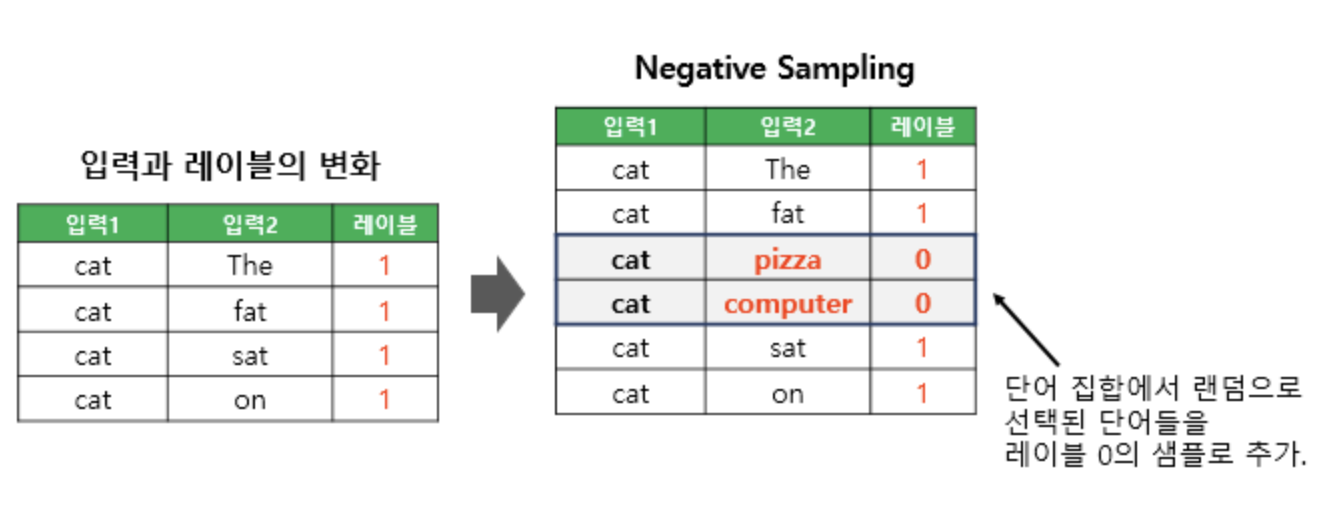 Negative Sampling
입력과 레이블의 변화
입력1 입력2 레이블
cat The 1
cat fat 1
cat sat 1
cat on 1
입력1 입력2 레이블
cat The 1
cat fat 1
cat pizza 0
cat computer 0
cat sat 1
cat on 1
단어 집합에서 랜덤으로
선택된 단어들을
레이블 0의 샘플로 추가.